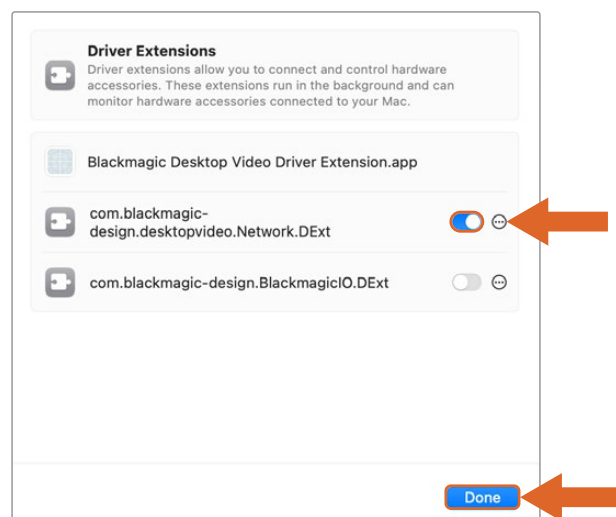 Driver Extensions
Driver extensions allow you to connect and control hardware
accessories. These extensions run in the background and can
monitor hardware accessories connected to your Mac.
Blackmagic Desktop Video Driver Extension.app
com.blackmagic-
design.desktopvideo.Network.DExt
com.blackmagic-design.BlackmagicIO.DExt
Done